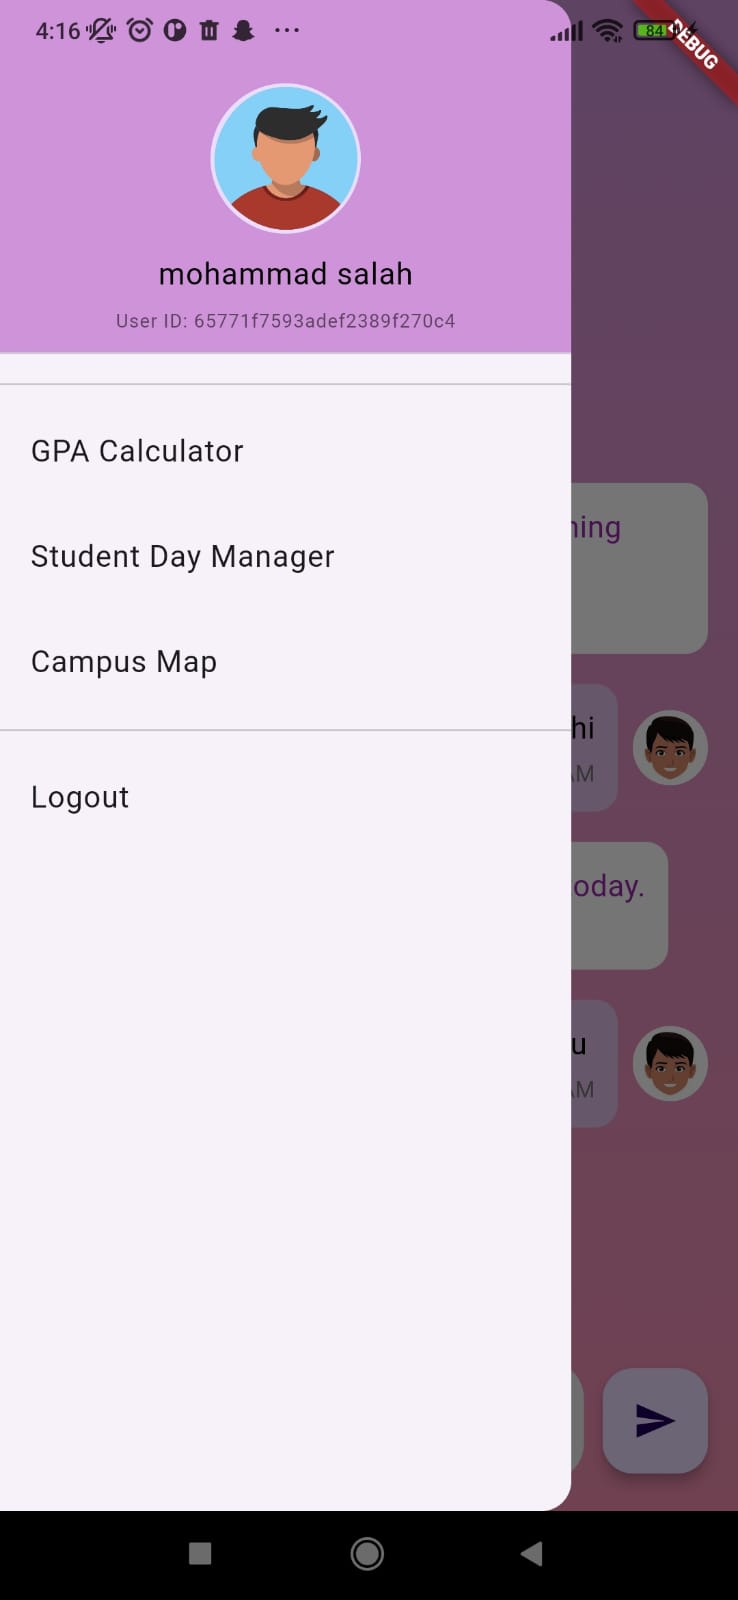 4:16 84 DEBUG
mohammad salah
User ID: 65771f7593adef2389f270c4
GPA Calculator
ning
Student Day Manager
Campus Map
hi
AM
Logout
oday.
u
AM